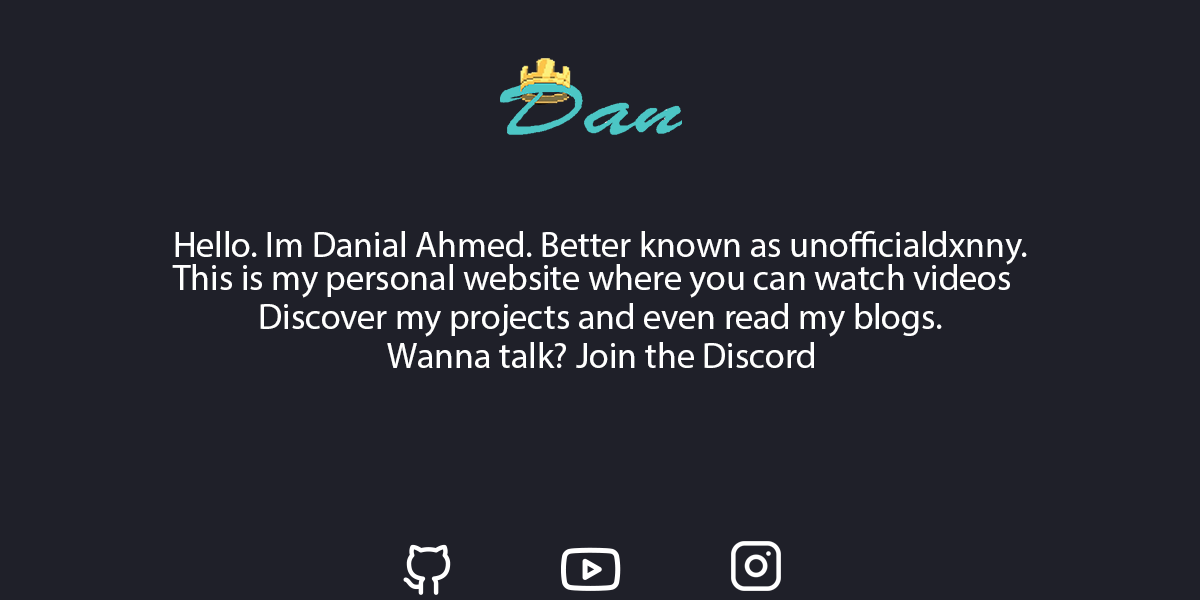 Dan
Hello. Im Danial Ahmed. Better known as unofficialdxnny.
This is my personal website where you can watch videos
Discover my projects and even read my blogs.
Wanna talk? Join the Discord